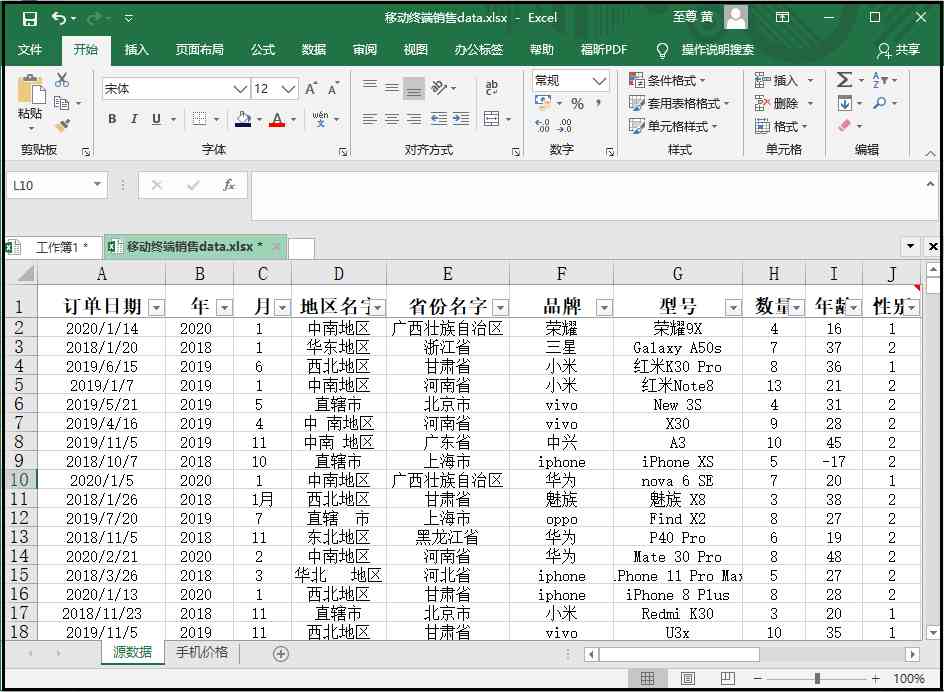 移动终端销售data.xlsx - Excel 至尊 黄
文件 开始 插入 页面布局 公式 数据 审阅 视图 办公标签 帮助 福昕PDF 操作说明搜索 共享
宋体 12 A A ab 常规 条件格式 插入 Σ
粘贴 B I U A wén 文 % , 套用表格格式 删除
单元格样式 格式
剪贴板 字体 对齐方式 数字 样式 单元格 编辑
L10 fx
工作簿1 * 移动终端销售data.xlsx *
A B C D E F G H I J
1 订单日期 年 月 地区名字 省份名字 品牌 型号 数量 年龄 性别
2 2020/1/14 2020 1 中南地区 广西壮族自治区 荣耀 荣耀9X 4 16 1
3 2018/1/20 2018 1 华东地区 浙江省 三星 Galaxy A50s 7 37 2
4 2019/6/15 2019 6 西北地区 甘肃省 小米 红米K30 Pro 8 36 1
5 2019/1/7 2019 1 中南地区 河南省 小米 红米Note8 13 21 2
6 2019/5/21 2019 5 直辖市 北京市 vivo New 3S 4 31 2
7 2019/4/16 2019 4 中 南地区 河南省 vivo X30 9 28 2
8 2019/11/5 2019 11 中南 地区 广东省 中兴 A3 10 45 2
9 2018/10/7 2018 10 直辖市 上海市 iphone iPhone XS 5 -17 2
10 2020/1/5 2020 1 中南地区 广西壮族自治区 华为 nova 6 SE 7 20 1
11 2018/1/26 2018 1月 西北地区 甘肃省 魅族 魅族 X8 3 38 2
12 2019/7/20 2019 7 直辖 市 上海市 oppo Find X2 8 27 2
13 2018/11/5 2018 11 东北地区 黑龙江省 华为 P40 Pro 6 19 2
14 2020/2/21 2020 2 中南地区 河南省 华为 Mate 30 Pro 8 48 2
15 2018/3/26 2018 3 华北 地区 河北省 iphone iPhone 11 Pro Max 5 27 2
16 2020/1/13 2020 1 西北地区 甘肃省 iphone iPhone 8 Plus 8 28 2
17 2018/11/23 2018 11 直辖市 北京市 小米 Redmi K30 3 20 1
18 2019/11/5 2019 11 西北地区 甘肃省 vivo U3x 10 35 1
源数据 手机价格
100%